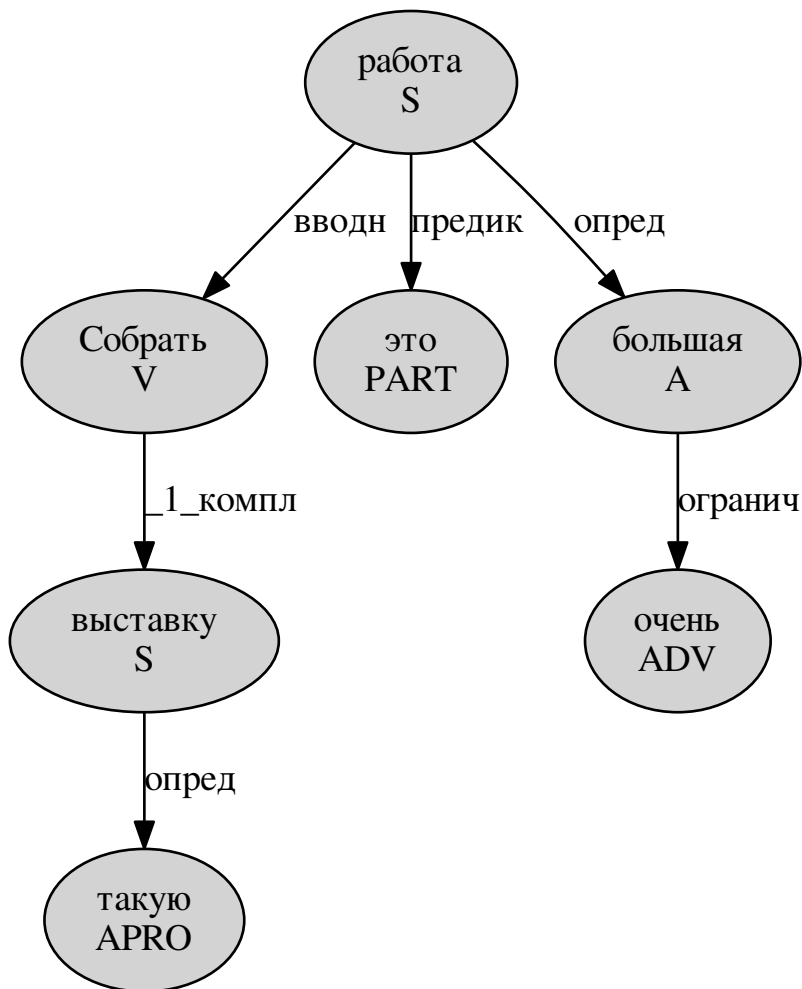 работа
S
вводн
предик
опред
Собрать
V
это
PART
большая
A
_1_компл
огранич
выставку
S
очень
ADV
опред
такую
APRO